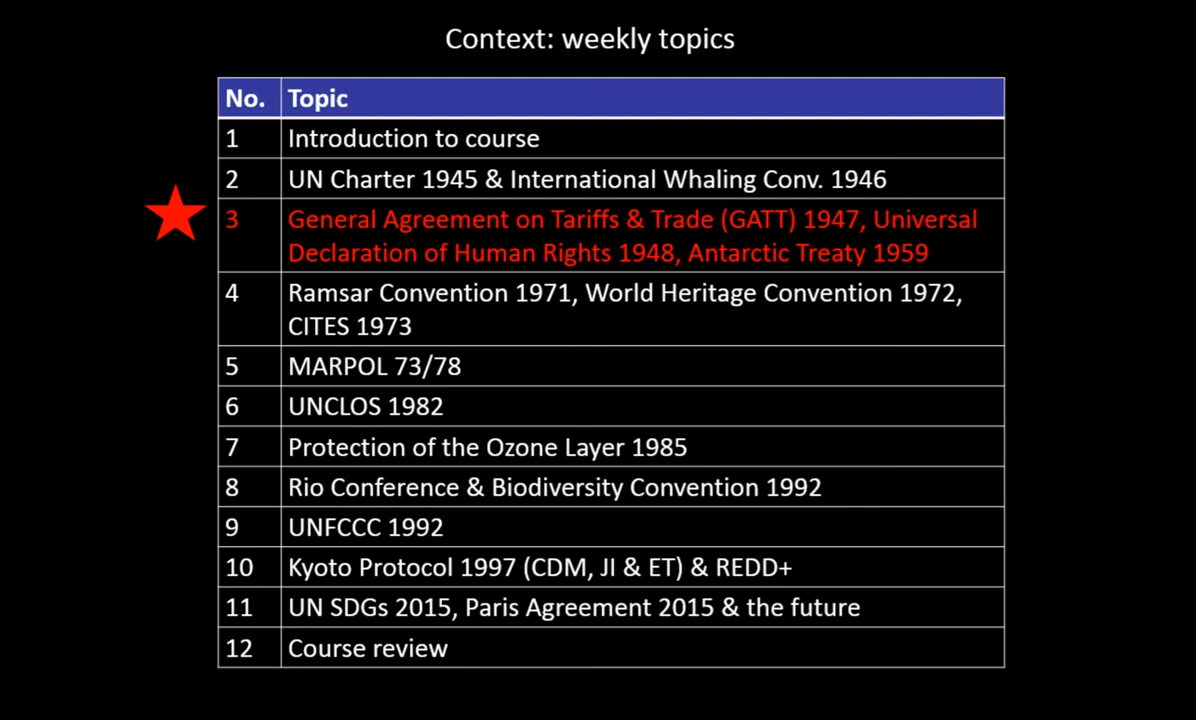 Context: weekly topics
No. Topic
1 Introduction to course
2 UN Charter 1945 & International Whaling Conv. 1946
3 General Agreement on Tariffs & Trade (GATT) 1947, Universal
Declaration of Human Rights 1948, Antarctic Treaty 1959
4 Ramsar Convention 1971, World Heritage Convention 1972,
CITES 1973
5 MARPOL 73/78
6 UNCLOS 1982
7 Protection of the Ozone Layer 1985
8 Rio Conference & Biodiversity Convention 1992
9 UNFCCC 1992
10 Kyoto Protocol 1997 (CDM, JI & ET) & REDD+
11 UN SDGs 2015, Paris Agreement 2015 & the future
12 Course review